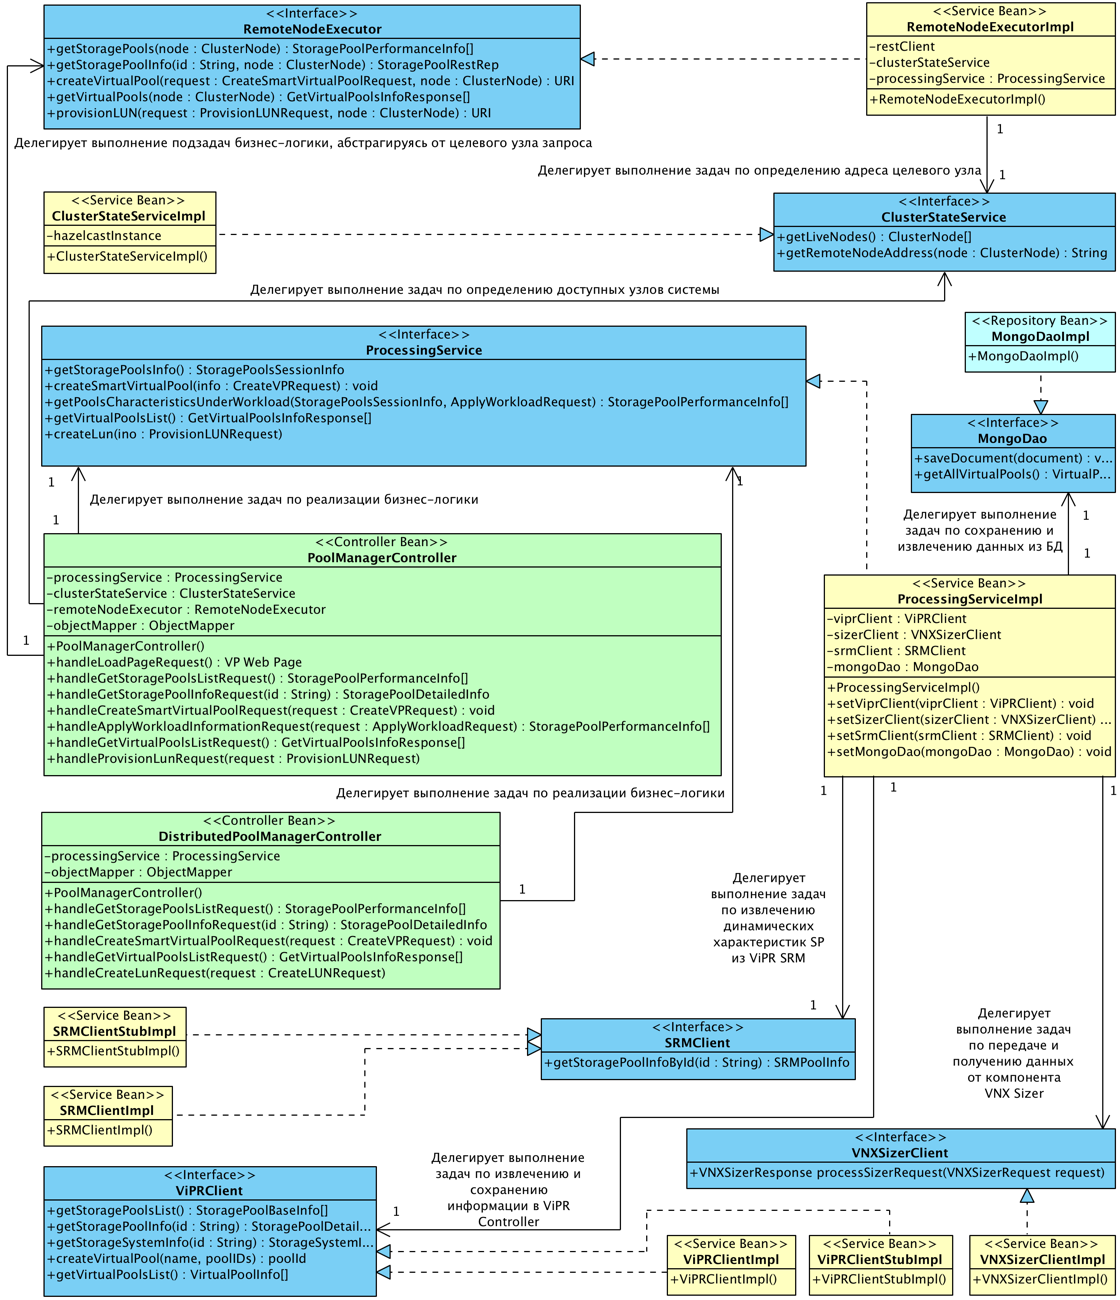 <<Interface>>
RemoteNodeExecutor
+getStoragePools(node : ClusterNode) : StoragePoolPerformanceInfo[]
+getStoragePoolInfo(id : String, node : ClusterNode) : StoragePoolRestRep
+createVirtualPool(request : CreateSmartVirtualPoolRequest, node : ClusterNode) : URI
+getVirtualPools(node : ClusterNode) : GetVirtualPoolsInfoResponse[]
+provisionLUN(request : ProvisionLUNRequest, node : ClusterNode) : URI
<<Service Bean>>
RemoteNodeExecutorImpl
-restClient
-clusterStateService
-processingService : ProcessingService
+RemoteNodeExecutorImpl()
1
Делегирует выполнение подзадач бизнес-логики, абстрагируясь от целевого узла запроса
Делегирует выполнение задач по определению адреса целевого узла
1
<<Service Bean>>
ClusterStateServiceImpl
-hazelcastInstance
+ClusterStateServiceImpl()
<<Interface>>
ClusterStateService
+getLiveNodes() : ClusterNode[]
+getRemoteNodeAddress(node : ClusterNode) : String
Делегирует выполнение задач по определению доступных узлов системы
<<Interface>>
ProcessingService
+getStoragePoolsInfo() : StoragePoolsSessionInfo
+createSmartVirtualPool(info : CreateVPRequest) : void
+getPoolsCharacteristicsUnderWorkload(StoragePoolsSessionInfo, ApplyWorkloadRequest) : StoragePoolPerformanceInfo[]
+getVirtualPoolsList() : GetVirtualPoolsInfoResponse[]
+createLun(ino : ProvisionLUNRequest)
<<Repository Bean>>
MongoDaoImpl
+MongoDaoImpl()
<<Interface>>
MongoDao
+saveDocument(document) : v...
+getAllVirtualPools() : VirtualP...
1
Делегирует выполнение задач по реализации бизнес-логики
1
1
Делегирует выполнение
задач по сохранению и
извлечению данных из БД
1
1
<<Controller Bean>>
PoolManagerController
-processingService : ProcessingService
-clusterStateService : ClusterStateService
-remoteNodeExecutor : RemoteNodeExecutor
-objectMapper : ObjectMapper
+PoolManagerController()
+handleLoadPageRequest() : VP Web Page
+handleGetStoragePoolsListRequest() : StoragePoolPerformanceInfo[]
+handleGetStoragePoolInfoRequest(id : String) : StoragePoolDetailedInfo
+handleCreateSmartVirtualPoolRequest(request : CreateVPRequest) : void
+handleApplyWorkloadInformationRequest(request : ApplyWorkloadRequest) : StoragePoolPerformanceInfo[]
+handleGetVirtualPoolsListRequest() : GetVirtualPoolsInfoResponse[]
+handleProvisionLunRequest(request : ProvisionLUNRequest)
1
<<Service Bean>>
ProcessingServiceImpl
-viprClient : ViPRClient
-sizerClient : VNXSizerClient
-srmClient : SRMClient
-mongoDao : MongoDao
+ProcessingServiceImpl()
+setViprClient(viprClient : ViPRClient) : void
+setSizerClient(sizerClient : VNXSizerClient) ...
+setSrmClient(srmClient : SRMClient) : void
+setMongoDao(mongoDao : MongoDao) : void
1
1
1
Делегирует выполнение задач по реализации бизнес-логики
<<Controller Bean>>
DistributedPoolManagerController
-processingService : ProcessingService
-objectMapper : ObjectMapper
+PoolManagerController()
+handleGetStoragePoolsListRequest() : StoragePoolPerformanceInfo[]
+handleGetStoragePoolInfoRequest(id : String) : StoragePoolDetailedInfo
+handleCreateSmartVirtualPoolRequest(request : CreateVPRequest) : void
+handleGetVirtualPoolsListRequest() : GetVirtualPoolsInfoResponse[]
+handleCreateLunRequest(request : CreateLUNRequest)
1
Делегирует
выполнение задач
по извлечению
динамических
характеристик SP
из ViPR SRM
1
<<Service Bean>>
SRMClientStubImpl
+SRMClientStubImpl()
<<Interface>>
SRMClient
+getStoragePoolInfoById(id : String) : SRMPoolInfo
Делегирует
выполнение задач
по передаче и
получению данных
от компонента
VNX Sizer
<<Service Bean>>
SRMClientImpl
+SRMClientImpl()
<<Interface>>
VNXSizerClient
+VNXSizerResponse processSizerRequest(VNXSizerRequest request)
<<Interface>>
ViPRClient
+getStoragePoolsList() : StoragePoolBaseInfo[]
+getStoragePoolInfo(id : String) : StoragePoolDetail...
+getStorageSystemInfo(id : String) : StorageSystemI...
+createVirtualPool(name, poolIDs) : poolId
+getVirtualPoolsList() : VirtualPoolInfo[]
Делегирует выполнение
задач по извлечению и
сохранению
информации в ViPR
Controller
1
<<Service Bean>>
ViPRClientImpl
+ViPRClientImpl()
<<Service Bean>>
ViPRClientStubImpl
+ViPRClientStubImpl()
<<Service Bean>>
VNXSizerClientImpl
+VNXSizerClientImpl()